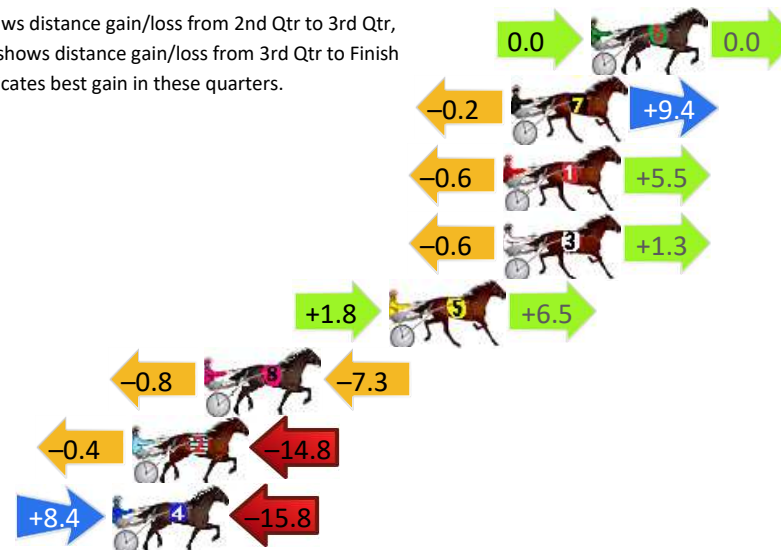 ws distance gain/loss from 2nd Qtr to 3rd Qtr,
shows distance gain/loss from 3rd Qtr to Finish
cates best gain in these quarters.
0.0 6 0.0
–0.2 7 +9.4
–0.6 1 +5.5
–0.6 3 +1.3
+1.8 5 +6.5
–0.8 8 –7.3
–0.4 2 –14.8
+8.4 4 –15.8